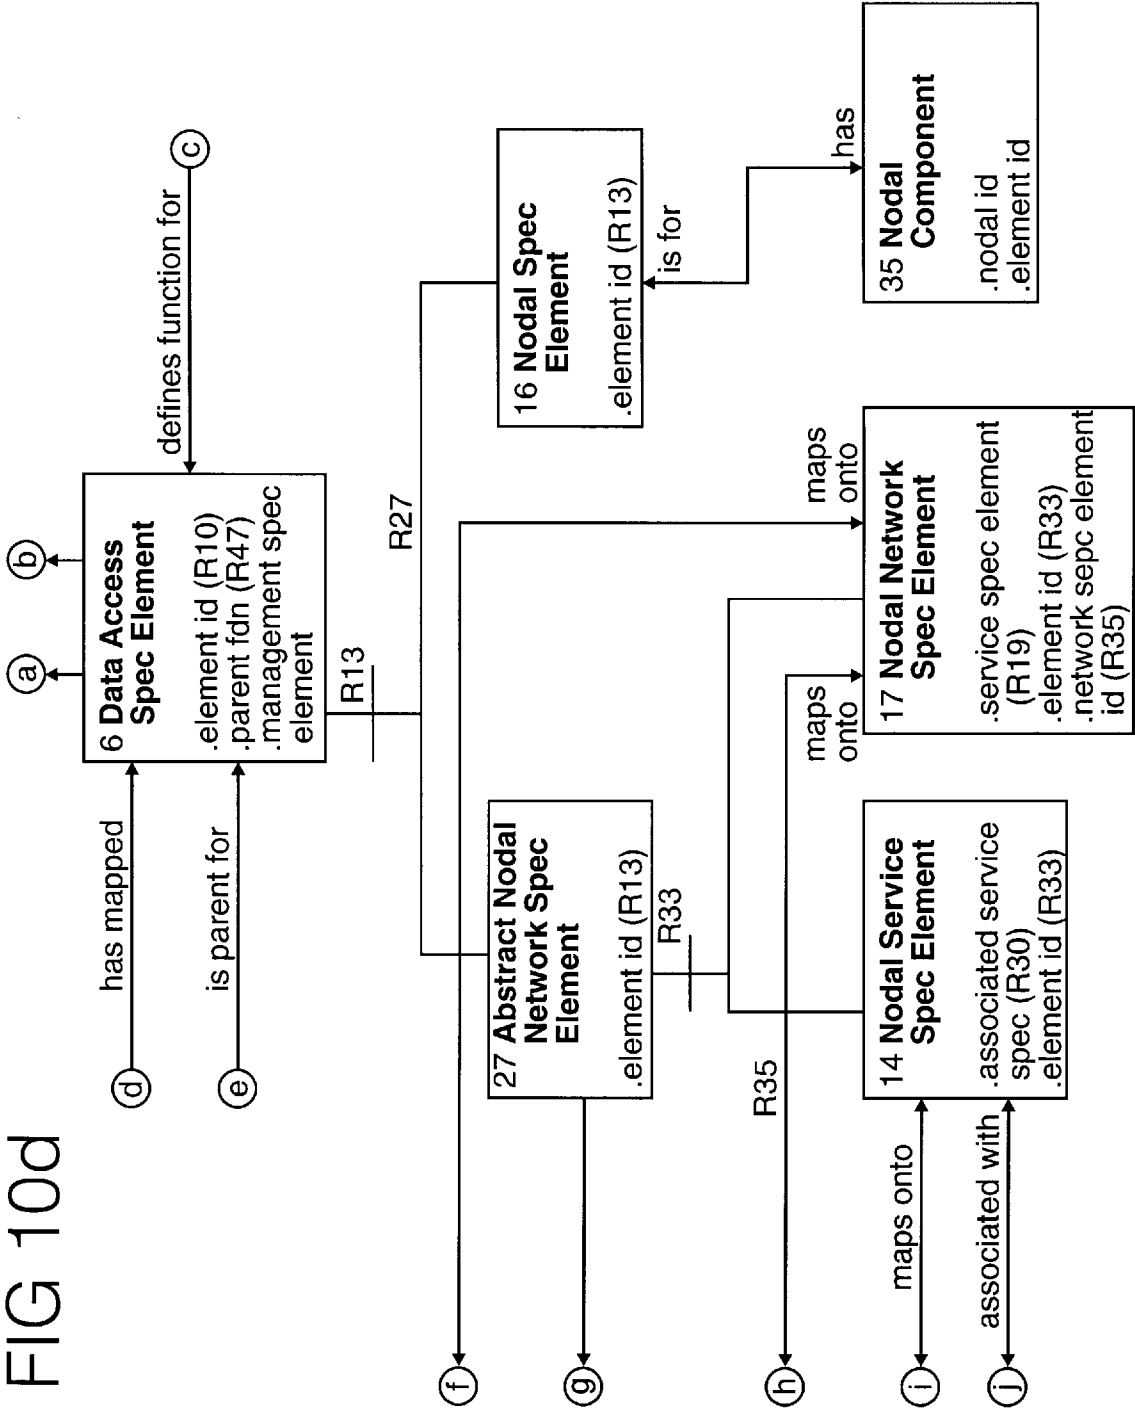 FIG 10d
a
b
c
d
e
has mapped
is parent for
defines function for
6 Data Access
Spec Element
.element id (R10)
.parent fdn (R47)
.management spec
element
R13
R27
f
g
27 Abstract Nodal
Network Spec
Element
.element id (R13)
16 Nodal Spec
Element
.element id (R13)
R33
is for
has
R35
h
maps
onto
maps
onto
i
j
maps onto
associated with
14 Nodal Service
Spec Element
.associated service
spec (R30)
.element id (R33)
17 Nodal Network
Spec Element
.service spec element
(R19)
.element id (R33)
.network sepc element
id (R35)
35 Nodal
Component
.nodal id
.element id